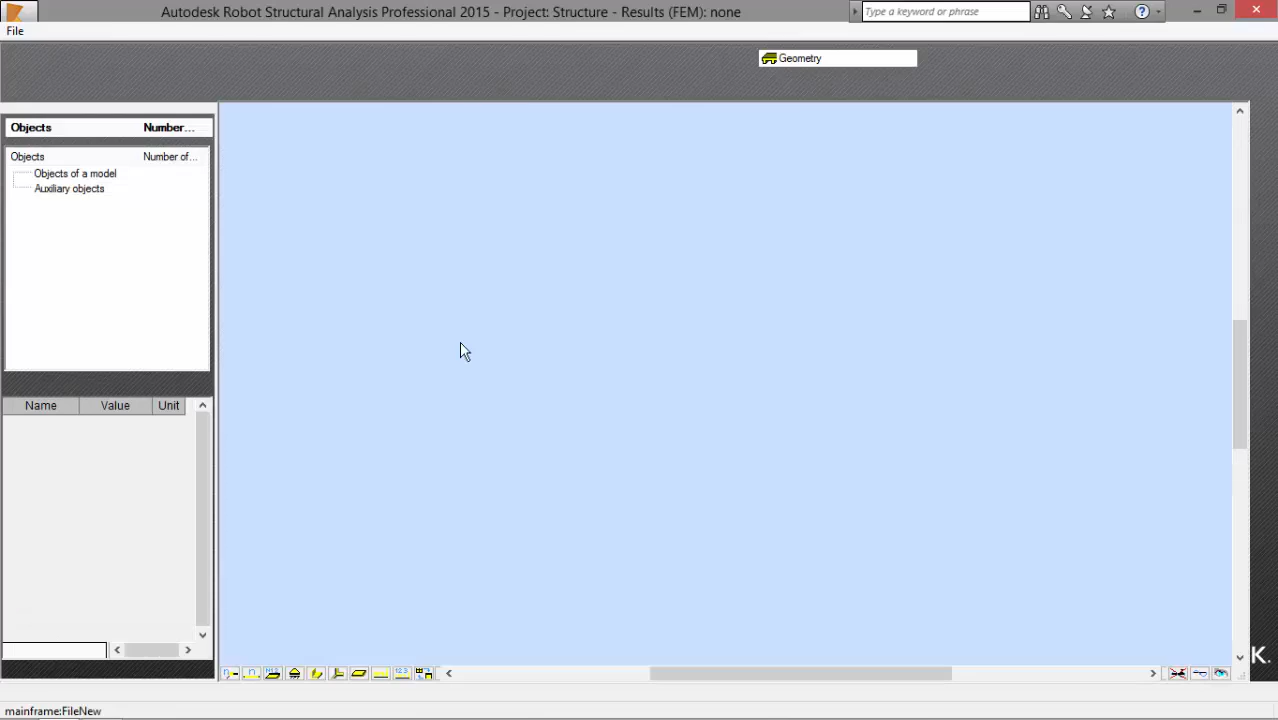 Autodesk Robot Structural Analysis Professional 2015 - Project: Structure - Results (FEM): none
Type a keyword or phrase
File
Geometry
Objects Number...
Objects Number of...
Objects of a model
Auxiliary objects
Name Value Unit
K.
mainframe:FileNew